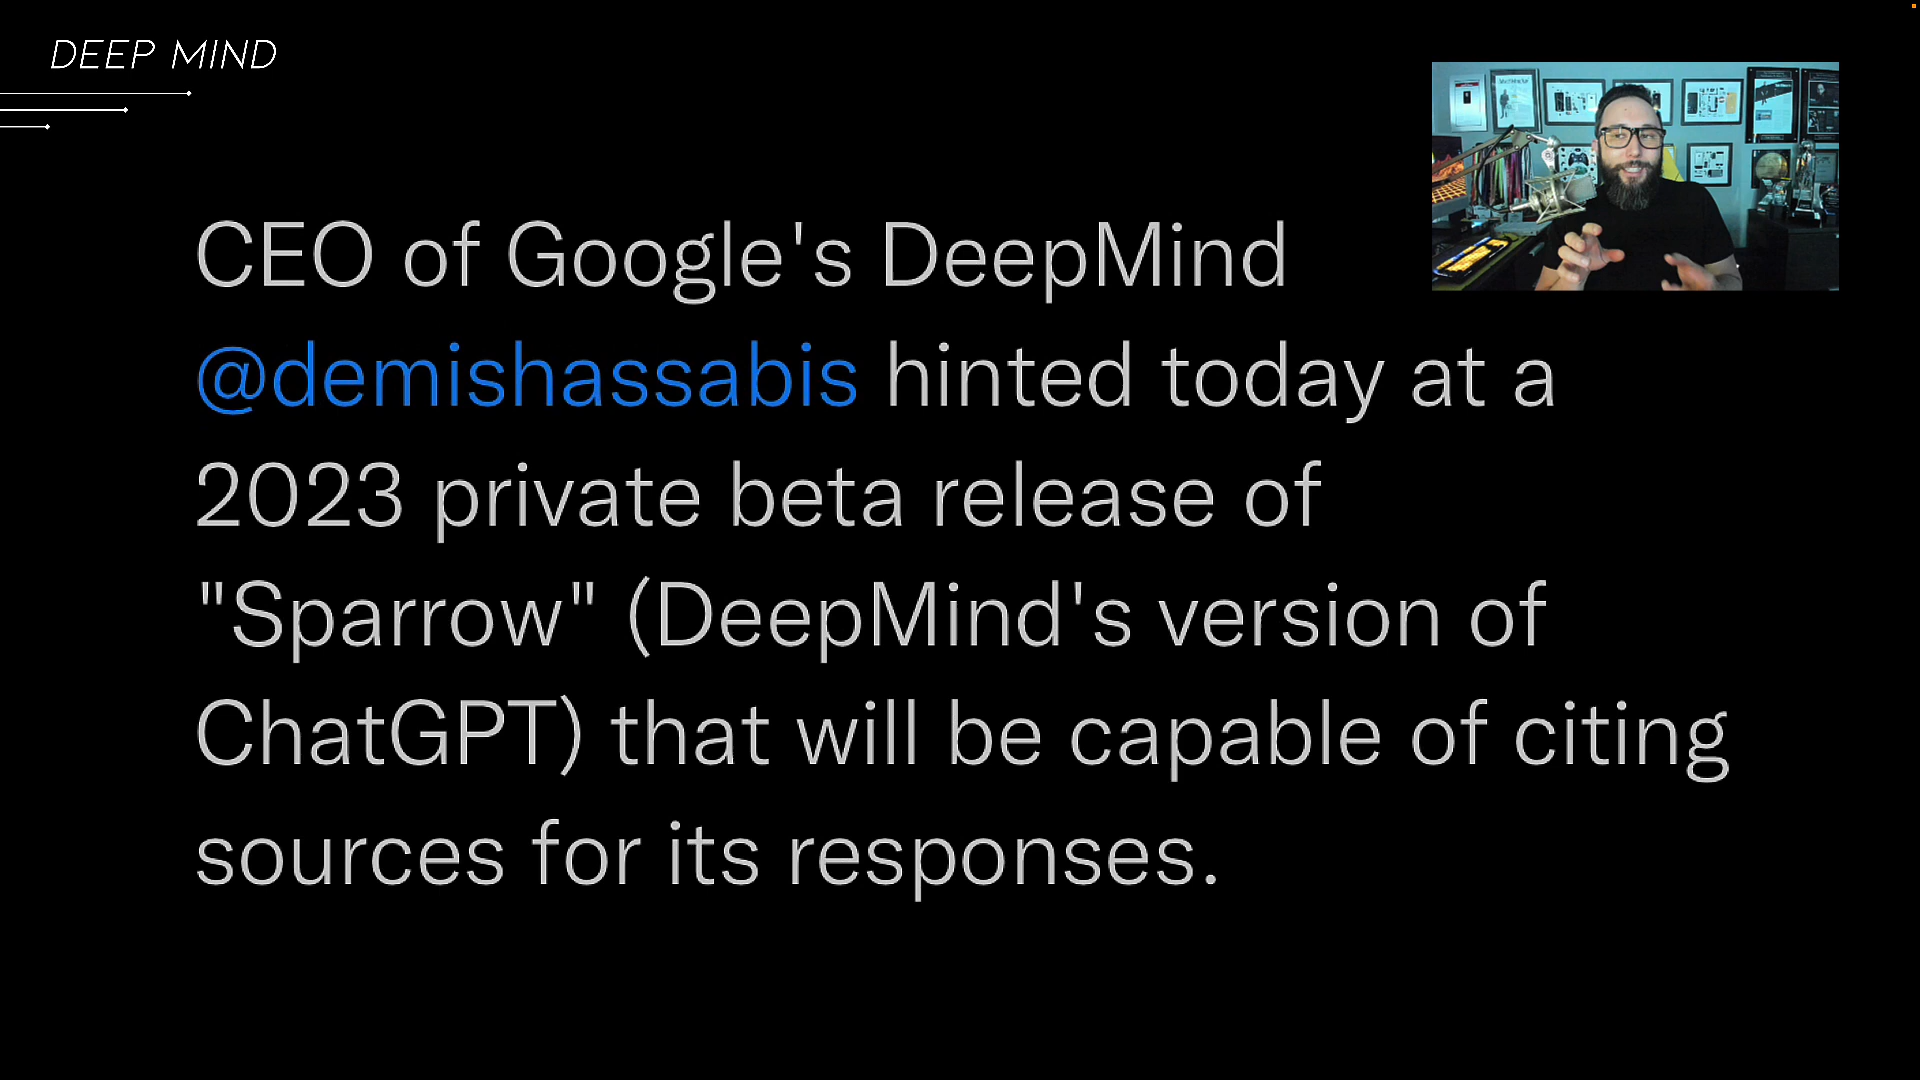 DEEP MIND
CEO of Google's DeepMind
@demishassabis hinted today at a
2023 private beta release of
"Sparrow" (DeepMind's version of
ChatGPT) that will be capable of citing
sources for its responses.